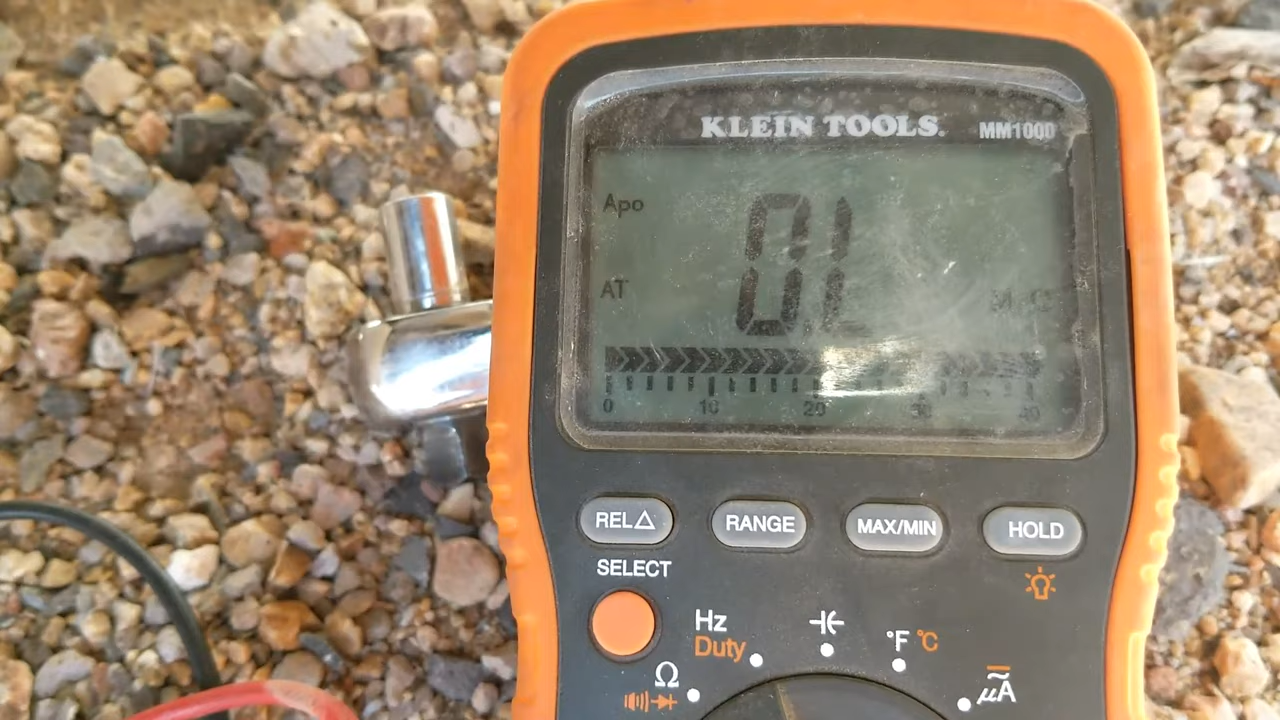 KLEIN TOOLS. MM1000
Apo
0.L
AT
0 10 20 30 40
REL△ RANGE MAX/MIN HOLD
SELECT
Hz
Duty
°F °C
Ω
µA